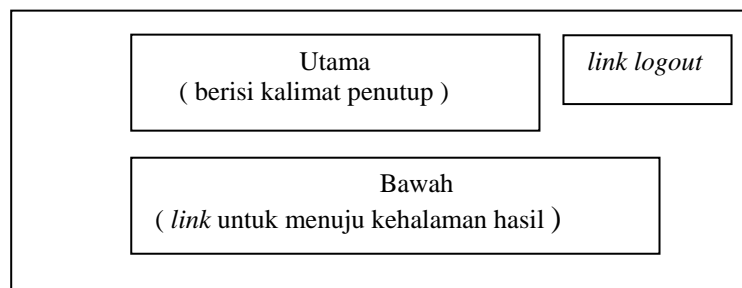 Utama
( berisi kalimat penutup )
link logout
Bawah
( link untuk menuju kehalaman hasil )